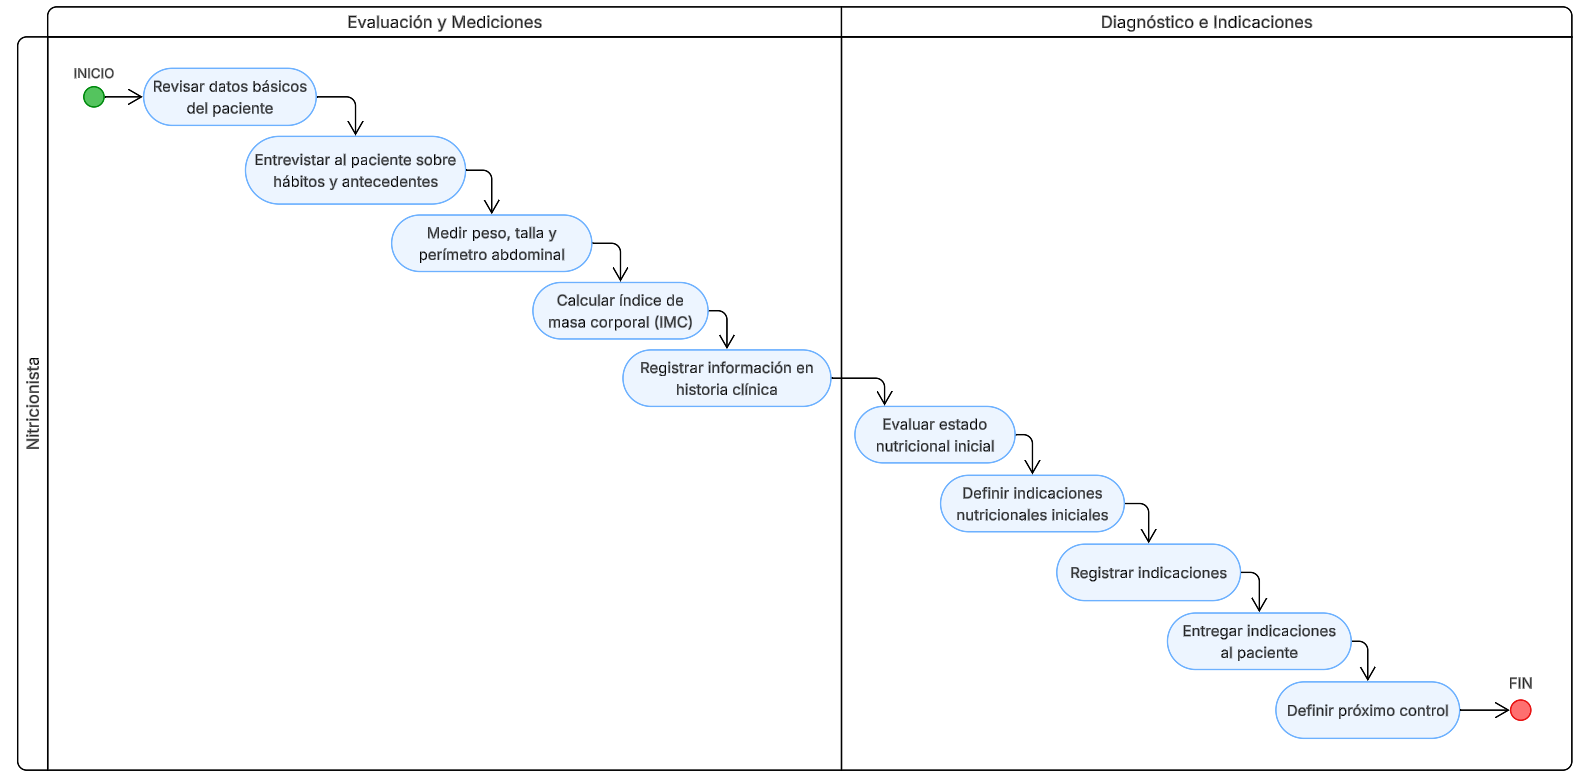 Evaluación y Mediciones
Diagnóstico e Indicaciones
Nitricionista
INICIO
Revisar datos básicos
del paciente
Entrevistar al paciente sobre
hábitos y antecedentes
Medir peso, talla y
perímetro abdominal
Calcular índice de
masa corporal (IMC)
Registrar información en
historia clínica
Evaluar estado
nutricional inicial
Definir indicaciones
nutricionales iniciales
Registrar indicaciones
Entregar indicaciones
al paciente
Definir próximo control
FIN